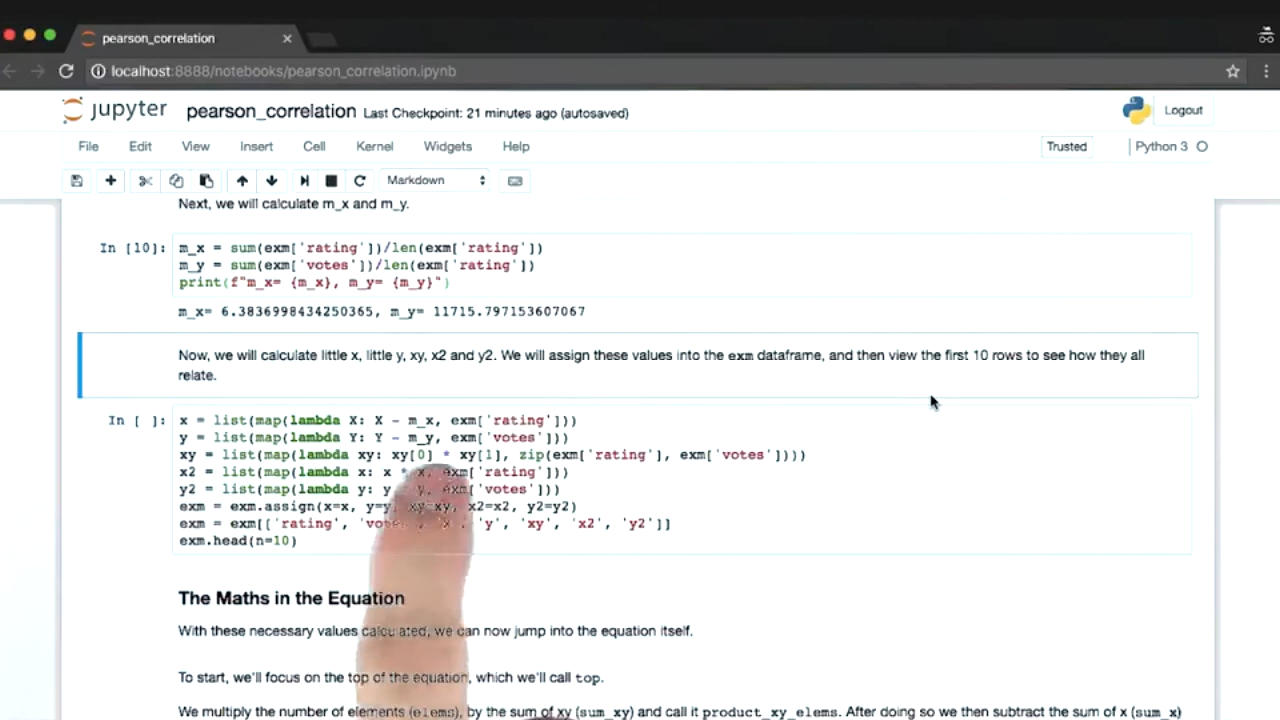 pearson_correlation
localhost:8888/notebooks/pearson_correlation.ipynb
jupyter pearson_correlation Last Checkpoint: 21 minutes ago (autosaved) Logout
File Edit View Insert Cell Kernel Widgets Help Trusted Python 3
Markdown
Next, we will calculate m_x and m_y.
In [10]: m_x = sum(exm['rating'])/len(exm['rating'])
m_y = sum(exm['votes'])/len(exm['rating'])
print(f"m_x= {m_x}, m_y= {m_y}")
m_x= 6.3836998434250365, m_y= 11715.797153607067
Now, we will calculate little x, little y, xy, x2 and y2. We will assign these values into the exm dataframe, and then view the first 10 rows to see how they all
relate.
In [ ]: x = list(map(lambda X: X - m_x, exm['rating']))
y = list(map(lambda Y: Y - m_y, exm['votes']))
xy = list(map(lambda xy: xy[0] * xy[1], zip(exm['rating'], exm['votes'])))
x2 = list(map(lambda x: x * x, exm['rating']))
y2 = list(map(lambda y: y y, exm['votes']))
exm = exm.assign(x=x, y=y, xy=xy, x2=x2, y2=y2)
exm = exm[['rating', 'votes', 'x', 'y', 'xy', 'x2', 'y2']]
exm.head(n=10)
The Maths in the Equation
With these necessary values calculated, we can now jump into the equation itself.
To start, we'll focus on the top of the equation, which we'll call top.
We multiply the number of elements (elems), by the sum of xy (sum_xy) and call it product_xy_elems. After doing so we then subtract the sum of x (sum_x)